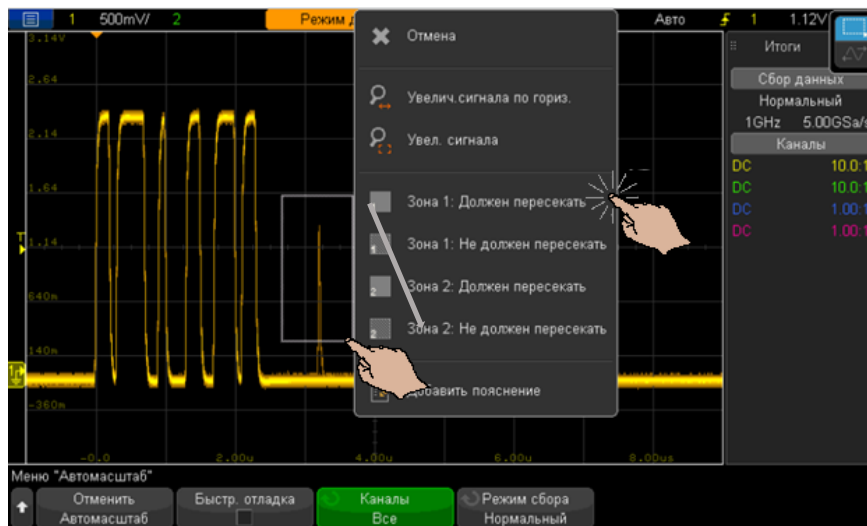 1 500mV/ 2 Режим Авто 1 1.12V
Отмена
Увелич.сигнала по гориз.
Увел. сигнала
Зона 1: Должен пересекать
1 Зона 1: Не должен пересекать
2 Зона 2: Должен пересекать
2 Зона 2: Не должен пересекать
Добавить пояснение
3.14V
2.64
2.14
1.64
T
1.14
640m
140m
-360m
-0.0 2.00u 4.00u 6.00u 8.00us
Итоги
Сбор данных
Нормальный
1GHz 5.00GSa/s
Каналы
DC 10.0:1
DC 10.0:1
DC 1.00:1
DC 1.00:1
Меню "Автомасштаб"
Отменить
Автомасштаб
Быстр. отладка
Каналы
Все
Режим сбора
Нормальный